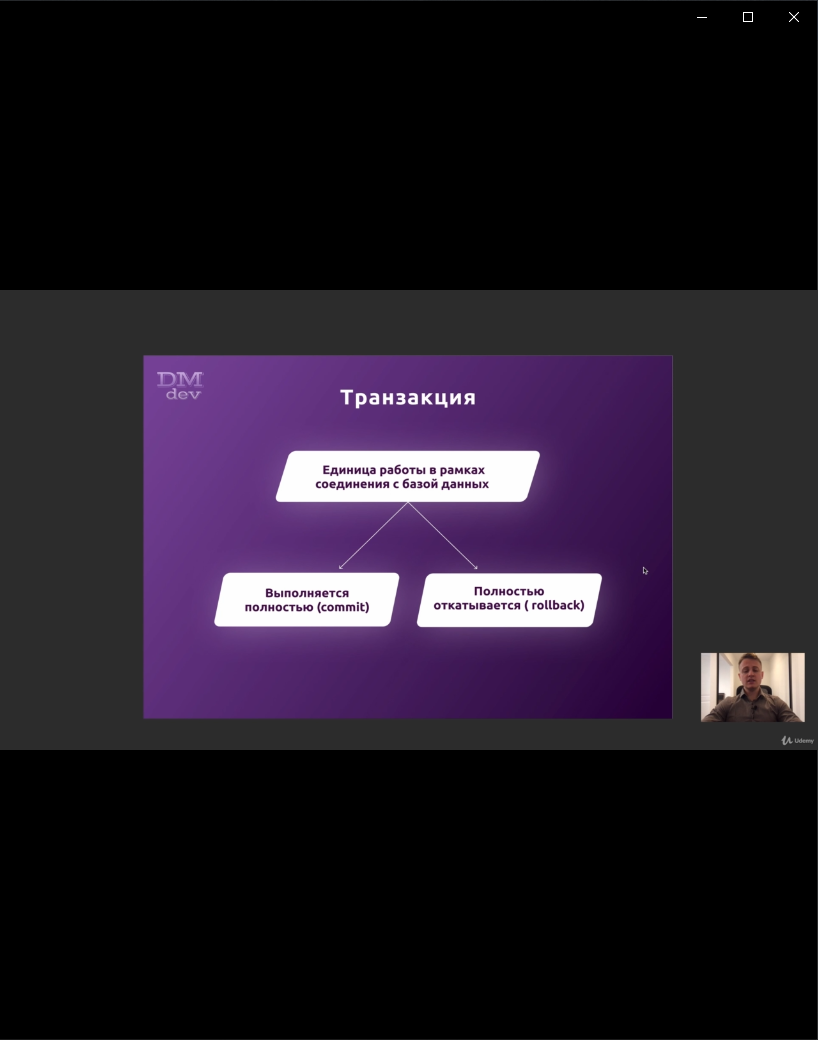 DM
dev
Транзакция
Единица работы в рамках
соединения с базой данных
Выполняется
полностью (commit)
Полностью
откатывается ( rollback)
Udemy